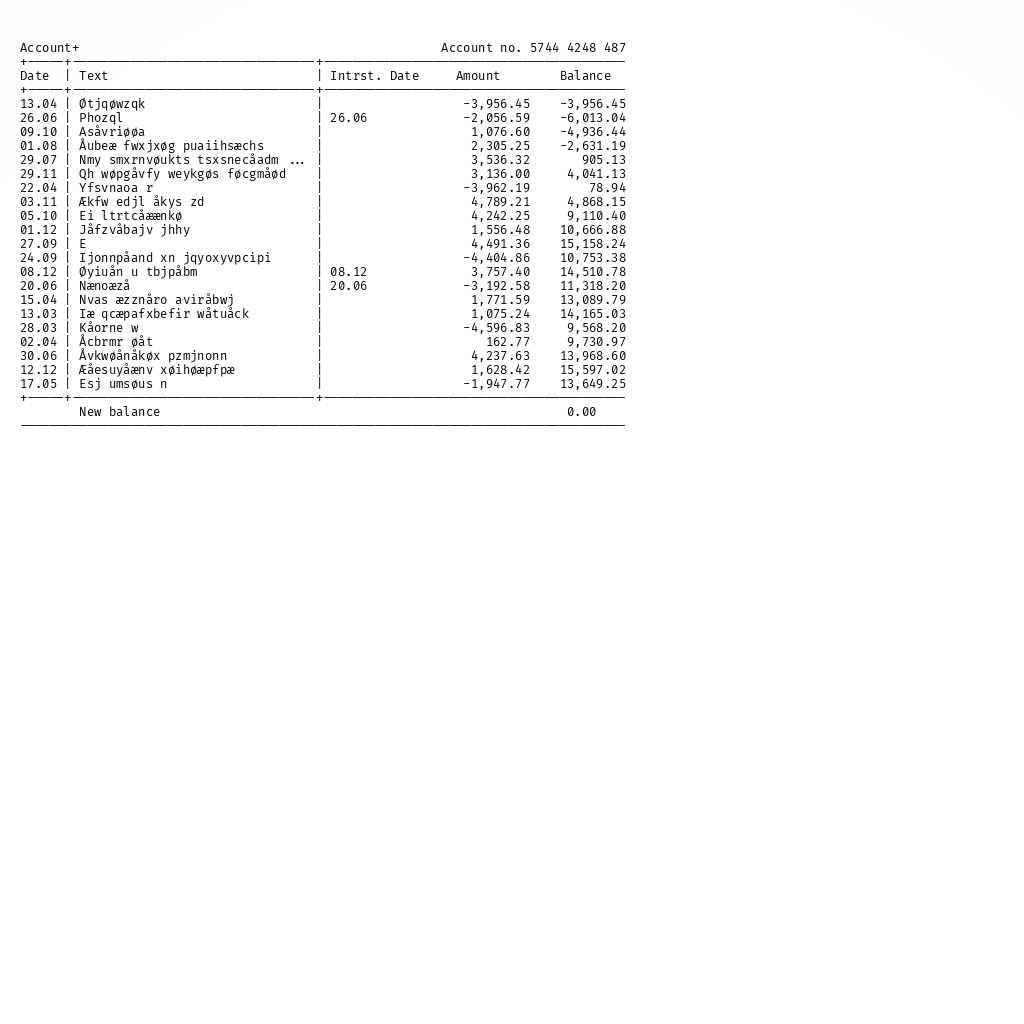 Account+ Account no. 5744 4248 487
Date | Text | Intrst. Date Amount Balance
13.04 | Øtjqøwzqk | -3,956.45 -3,956.45
26.06 | Phozql | 26.06 -2,056.59 -6,013.04
09.10 | Asåvriøøa | 1,076.60 -4,936.44
01.08 | Åubeæ fwxjxøg puaiihsæchs | 2,305.25 -2,631.19
29.07 | Nmy smxrnvøukts tsxsnecåadm ... | 3,536.32 905.13
29.11 | Qh wøpgåvfy weykgøs føcgmåød | 3,136.00 4,041.13
22.04 | Yfsvnaoa r | -3,962.19 78.94
03.11 | Ækfw edjl åkys zd | 4,789.21 4,868.15
05.10 | Ei ltrtcåæænkø | 4,242.25 9,110.40
01.12 | Jåfzvåbajv jhhy | 1,556.48 10,666.88
27.09 | E | 4,491.36 15,158.24
24.09 | Ijonnpåand xn jqyoxyvpcipi | -4,404.86 10,753.38
08.12 | Øyiuån u tbjpåbm | 08.12 3,757.40 14,510.78
20.06 | Nænoæzå | 20.06 -3,192.58 11,318.20
15.04 | Nvas æzznåro aviråbwj | 1,771.59 13,089.79
13.03 | Iæ qcæpafxbefir wåtuåck | 1,075.24 14,165.03
28.03 | Kåorne w | -4,596.83 9,568.20
02.04 | Åcbrmr øåt | 162.77 9,730.97
30.06 | Åvkwøånåkøx pzmjnonn | 4,237.63 13,968.60
12.12 | Æåesuyåænv xøihøæpfpæ | 1,628.42 15,597.02
17.05 | Esj umsøus n | -1,947.77 13,649.25
New balance 0.00